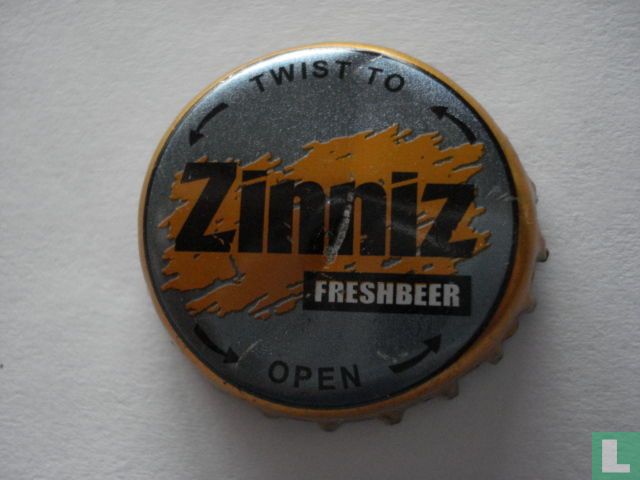 TWIST TO
Zinniz
FRESHBEER
OPEN
L